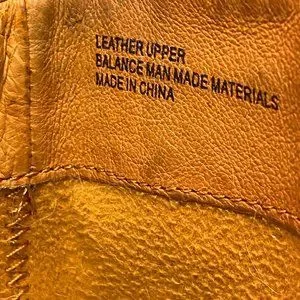 LEATHER UPPER
BALANCE MAN MADE MATERIALS
MADE IN CHINA